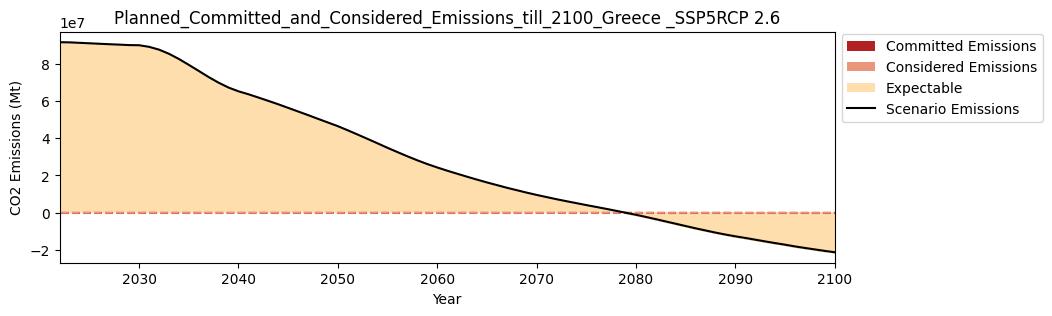 Planned_Committed_and_Considered_Emissions_till_2100_Greece _SSP5RCP 2.6
1e7
8
6
4
2
0
−2
CO2 Emissions (Mt)
2030 2040 2050 2060 2070 2080 2090 2100
Year
Committed Emissions
Considered Emissions
Expectable
Scenario Emissions